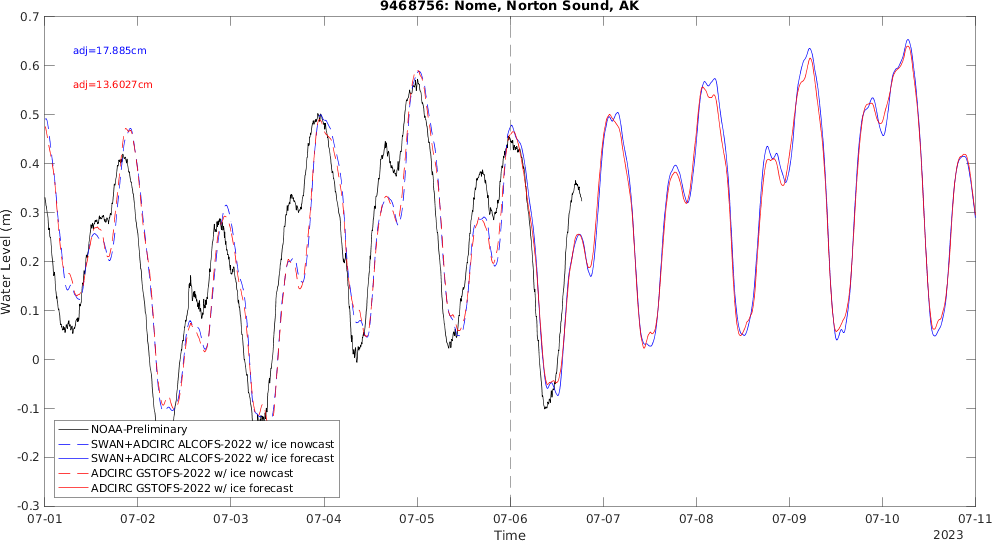 9468756: Nome, Norton Sound, AK
0.7
adj=17.885cm
0.6
adj=13.6027cm
0.5
0.4
0.3
0.2
0.1
0
-0.1
-0.2
-0.3
Water Level (m)
NOAA-Preliminary
SWAN+ADCIRC ALCOFS-2022 w/ ice nowcast
SWAN+ADCIRC ALCOFS-2022 w/ ice forecast
ADCIRC GSTOFS-2022 w/ ice nowcast
ADCIRC GSTOFS-2022 w/ ice forecast
07-01 07-02 07-03 07-04 07-05 07-06 07-07 07-08 07-09 07-10 07-11
Time
2023